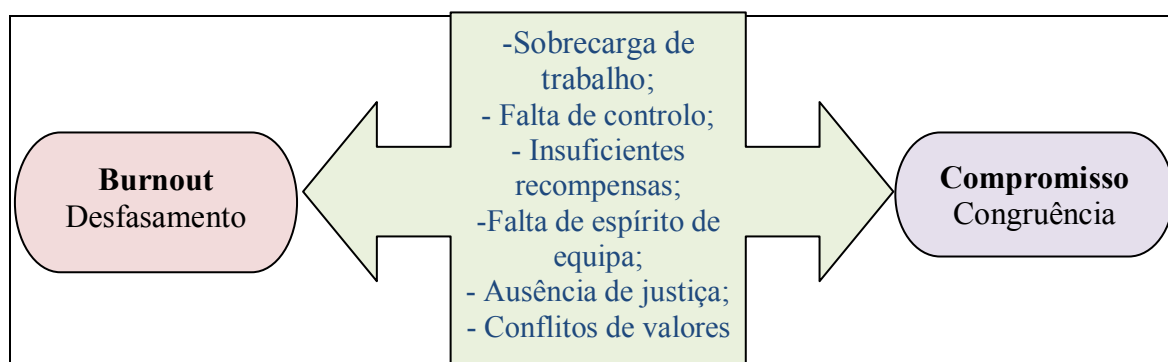 Burnout
Desfasamento
-Sobrecarga de
trabalho;
- Falta de controlo;
- Insuficientes
recompensas;
-Falta de espírito de
equipa;
- Ausência de justiça;
- Conflitos de valores
Compromisso
Congruência